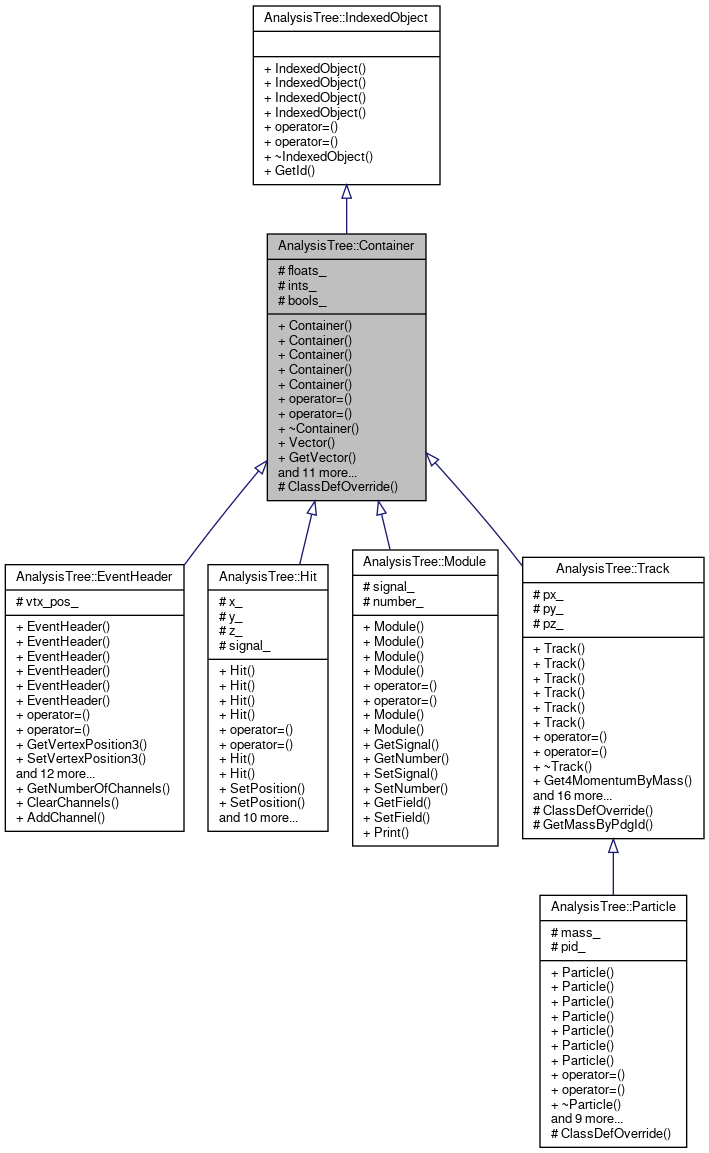 AnalysisTree::IndexedObject
+ IndexedObject()
+ IndexedObject()
+ IndexedObject()
+ IndexedObject()
+ operator=()
+ operator=()
+ ~IndexedObject()
+ GetId()
AnalysisTree::Container
# floats_
# ints_
# bools_
+ Container()
+ Container()
+ Container()
+ Container()
+ Container()
+ operator=()
+ operator=()
+ ~Container()
+ Vector()
+ GetVector()
and 11 more...
# ClassDefOverride()
AnalysisTree::EventHeader
# vtx_pos_
+ EventHeader()
+ EventHeader()
+ EventHeader()
+ EventHeader()
+ EventHeader()
+ EventHeader()
+ operator=()
+ operator=()
+ GetVertexPosition3()
+ SetVertexPosition3()
and 12 more...
+ GetNumberOfChannels()
+ ClearChannels()
+ AddChannel()
AnalysisTree::Hit
# x_
# y_
# z_
# signal_
+ Hit()
+ Hit()
+ Hit()
+ Hit()
+ operator=()
+ operator=()
+ Hit()
+ Hit()
+ SetPosition()
+ SetPosition()
and 10 more...
AnalysisTree::Module
# signal_
# number_
+ Module()
+ Module()
+ Module()
+ Module()
+ operator=()
+ operator=()
+ Module()
+ Module()
+ GetSignal()
+ GetNumber()
+ SetSignal()
+ SetNumber()
+ GetField()
+ SetField()
+ Print()
AnalysisTree::Track
# px_
# py_
# pz_
+ Track()
+ Track()
+ Track()
+ Track()
+ Track()
+ Track()
+ operator=()
+ operator=()
+ ~Track()
+ Get4MomentumByMass()
and 16 more...
# ClassDefOverride()
# GetMassByPdgId()
AnalysisTree::Particle
# mass_
# pid_
+ Particle()
+ Particle()
+ Particle()
+ Particle()
+ Particle()
+ Particle()
+ Particle()
+ operator=()
+ operator=()
+ ~Particle()
and 9 more...
# ClassDefOverride()